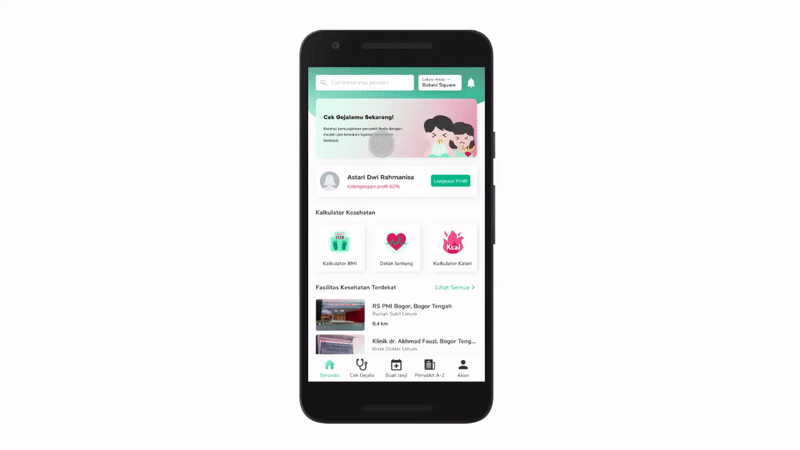 Cari dokter atau penyakit
Lokasi Anda
Botani Square
Cek Gejalamu Sekarang!
Ketahui kemungkinan penyakit Anda dengan
mudah dan temukan
terdekat.
Astari Dwi Rahmanisa
Kelengkapan profil 60%
Lengkapi Profil
Kalkulator Kesehatan
Kcal
Kalkulator BMI
Detak Jantung
Kalkulator Kalori
Fasilitas Kesehatan Terdekat
Lihat Semua
RS PMI Bogor, Bogor Tengah
Rumah Sakit Umum
0.4 km
Klinik dr. Akhmad Fauzi, Bogor Teng...
Klinik Dokter Umum
Beranda
Cek Gejala
Buat Janji
Penyakit A-Z
Akun